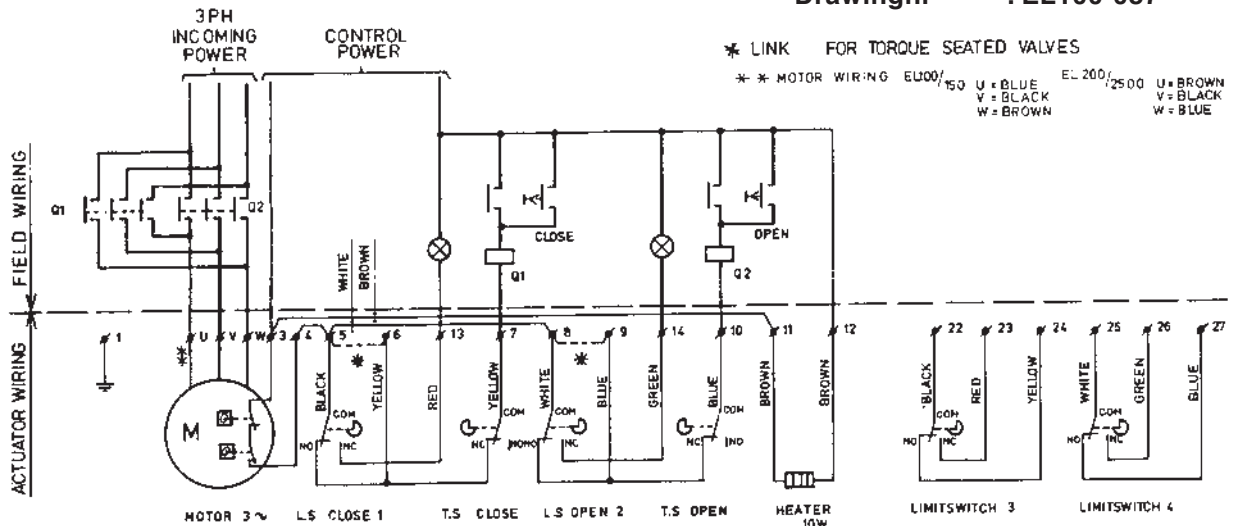 Drawingnr : EL100-037
3PH
INCOMING
POWER
CONTROL
POWER
* LINK FOR TORQUE SEATED VALVES
** MOTOR WIRING EL100/150 U=BLUE EL200/2500 U=BROWN
V=BLACK V=BLACK
W=BROWN W=BLUE
FIELD WIRING
Q1 Q2
CLOSE OPEN
Q1 Q2
WHITE
BROWN
ACTUATOR WIRING
1 U V W 3 4 5 6 13 7 8 9 14 10 11 12 22 23 24 25 26 27
** * *
BLACK YELLOW RED YELLOW WHITE BLUE GREEN BLUE BROWN BROWN BLACK RED YELLOW WHITE GREEN BLUE
COM COM COM COM COM COM
M
NO NC NC NO NO NC NC NO NO NC NO NC
MOTOR 3~ L.S CLOSE 1 T.S CLOSE L.S OPEN 2 T.S OPEN HEATER LIMITSWITCH 3 LIMITSWITCH 4
10W